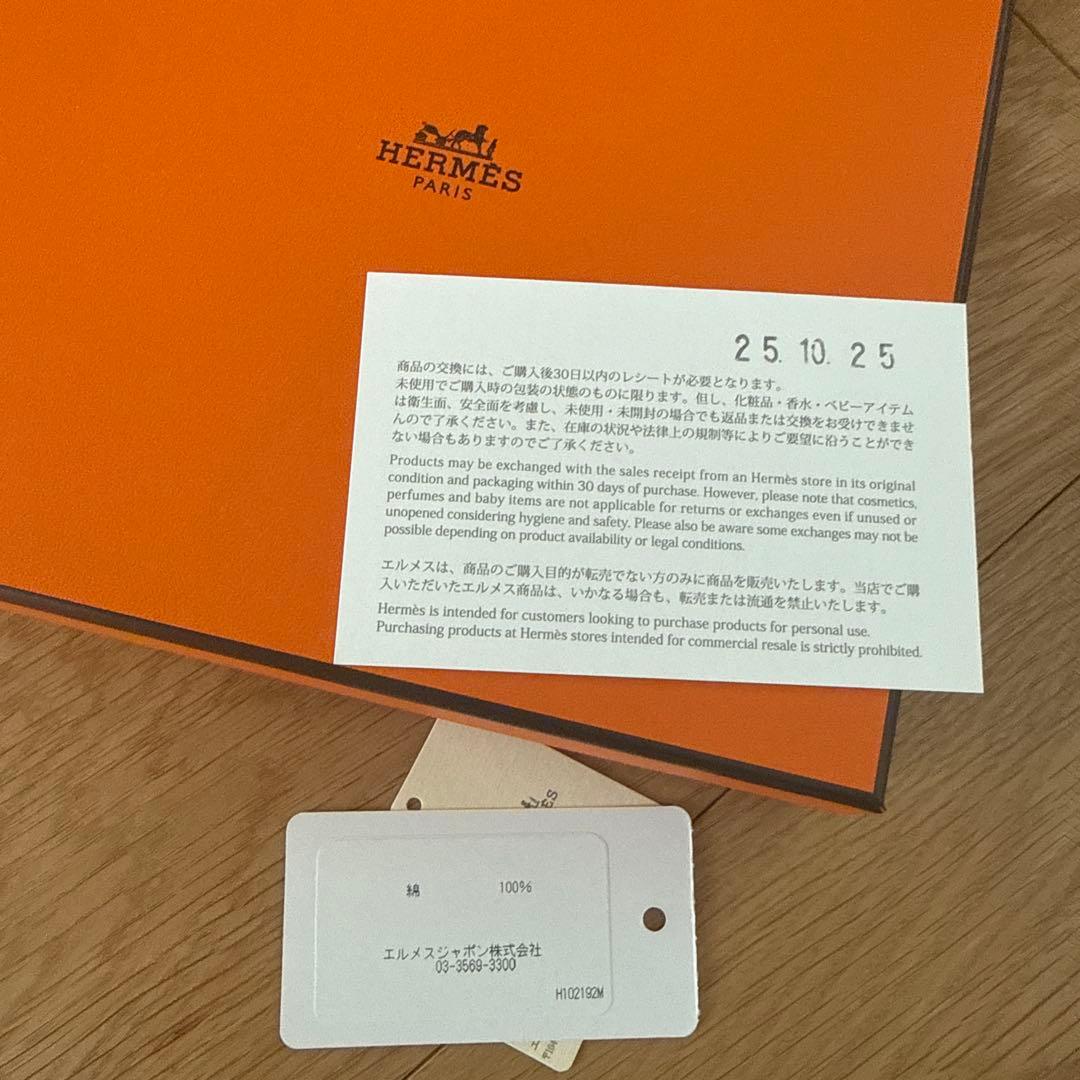 HERMÈS
PARIS
25. 10. 25
商品の交換には、ご購入後30日以内のレシートが必要となります。
未使用でご購入時の包装の状態のものに限ります。但し、化粧品・香水・ベビーアイテム
は衛生面、安全面を考慮し、未使用・未開封の場合でも返品または交換をお受けできませ
んので了承ください。また、在庫の状況や法律上の規制等によりご要望に沿うことができ
ない場合もありますのでご了承ください。
Products may be exchanged with the sales receipt from an Hermès store in its original
condition and packaging within 30 days of purchase. However, please note that cosmetics,
perfumes and baby items are not applicable for returns or exchanges even if unused or
unopened considering hygiene and safety. Please also be aware some exchanges may not be
possible depending on product availability or legal conditions.
エルメスは、商品のご購入目的が転売でない方のみに商品を販売いたします。当店でご購
入いただいたエルメス商品は、いかなる場合も、転売または流通を禁止いたします。
Hermès is intended for customers looking to purchase products for personal use.
Purchasing products at Hermès stores intended for commercial resale is strictly prohibited.
綿 100%
エルメスジャポン株式会社
03-3569-3300
H102192M